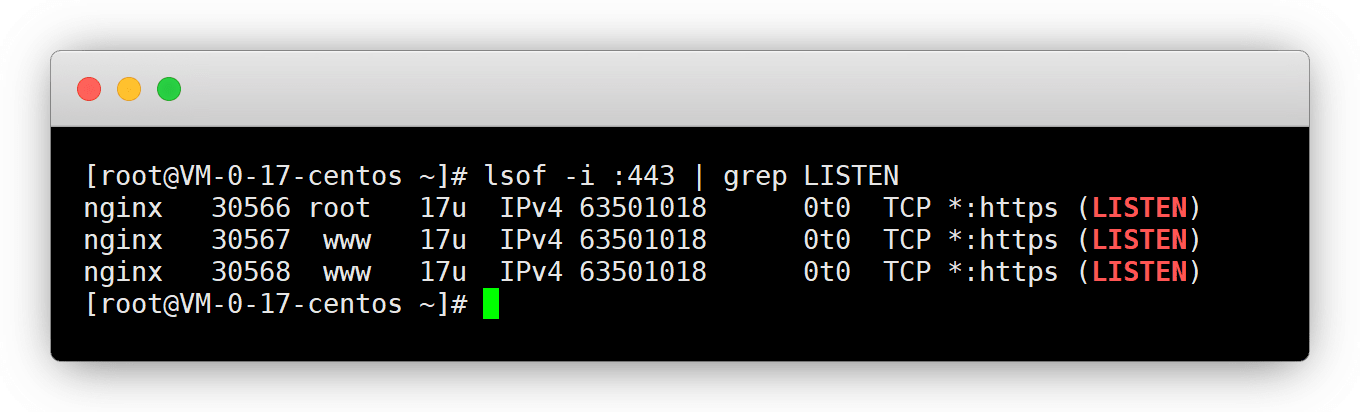 [root@VM-0-17-centos ~]# lsof -i :443 | grep LISTEN
nginx   30566 root   17u  IPv4 63501018      0t0  TCP *:https (LISTEN)
nginx   30567  www   17u  IPv4 63501018      0t0  TCP *:https (LISTEN)
nginx   30568  www   17u  IPv4 63501018      0t0  TCP *:https (LISTEN)
[root@VM-0-17-centos ~]#